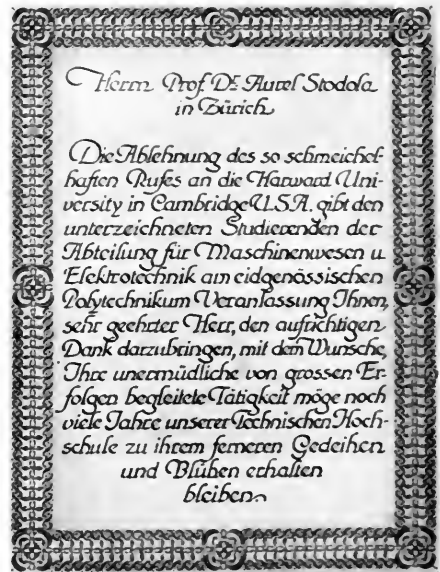 Herrn Prof. Dr. Aurel Stodola
in Zürich.
Die Ablehnung des so schmeichel-
haften Rufes an die Harward Uni-
versity in Cambridge U.S.A. gibt den
unterzeichneten Studierenden der
Abteilung für Maschinenwesen u
Elektrotechnik am eidgenössischen
Polytechnikum Veranlassung Ihnen,
sehr geehrter Herr, den aufrichtigen
Dank darzubringen, mit dem Wunsche,
Ihre unermüdliche von grossen Er-
folgen begleitete Tätigkeit möge noch
viele Jahre unserer Technischen Hoch-
schule zu ihrem ferneren Gedeihen
und Blühen erhalten
bleiben.